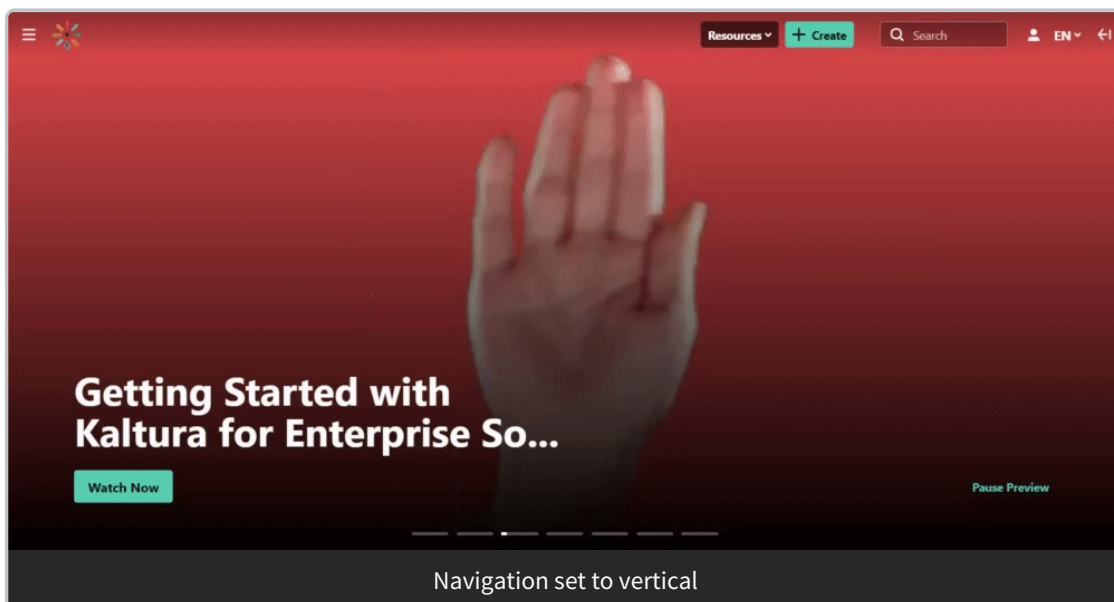 Resources
Create
Search
EN
Getting Started with
Kaltura for Enterprise So...
Watch Now
Pause Preview
Navigation set to vertical